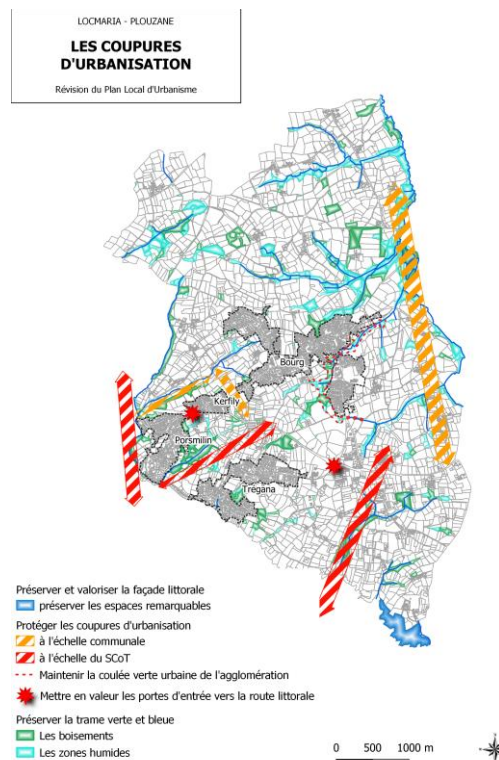 LOCMARIA - PLOUZANE
LES COUPURES
D'URBANISATION
Révision du Plan Local d'Urbanisme
Bourg
Kerfily
Porsmilin
Trégana
Préserver et valoriser la façade littorale
préserver les espaces remarquables
Protéger les coupures d'urbanisation
à l'échelle communale
à l'échelle du SCoT
Maintenir la coulée verte urbaine de l'agglomération
Mettre en valeur les portes d'entrée vers la route littorale
Préserver la trame verte et bleue
Les boisements
Les zones humides
0 500 1000 m